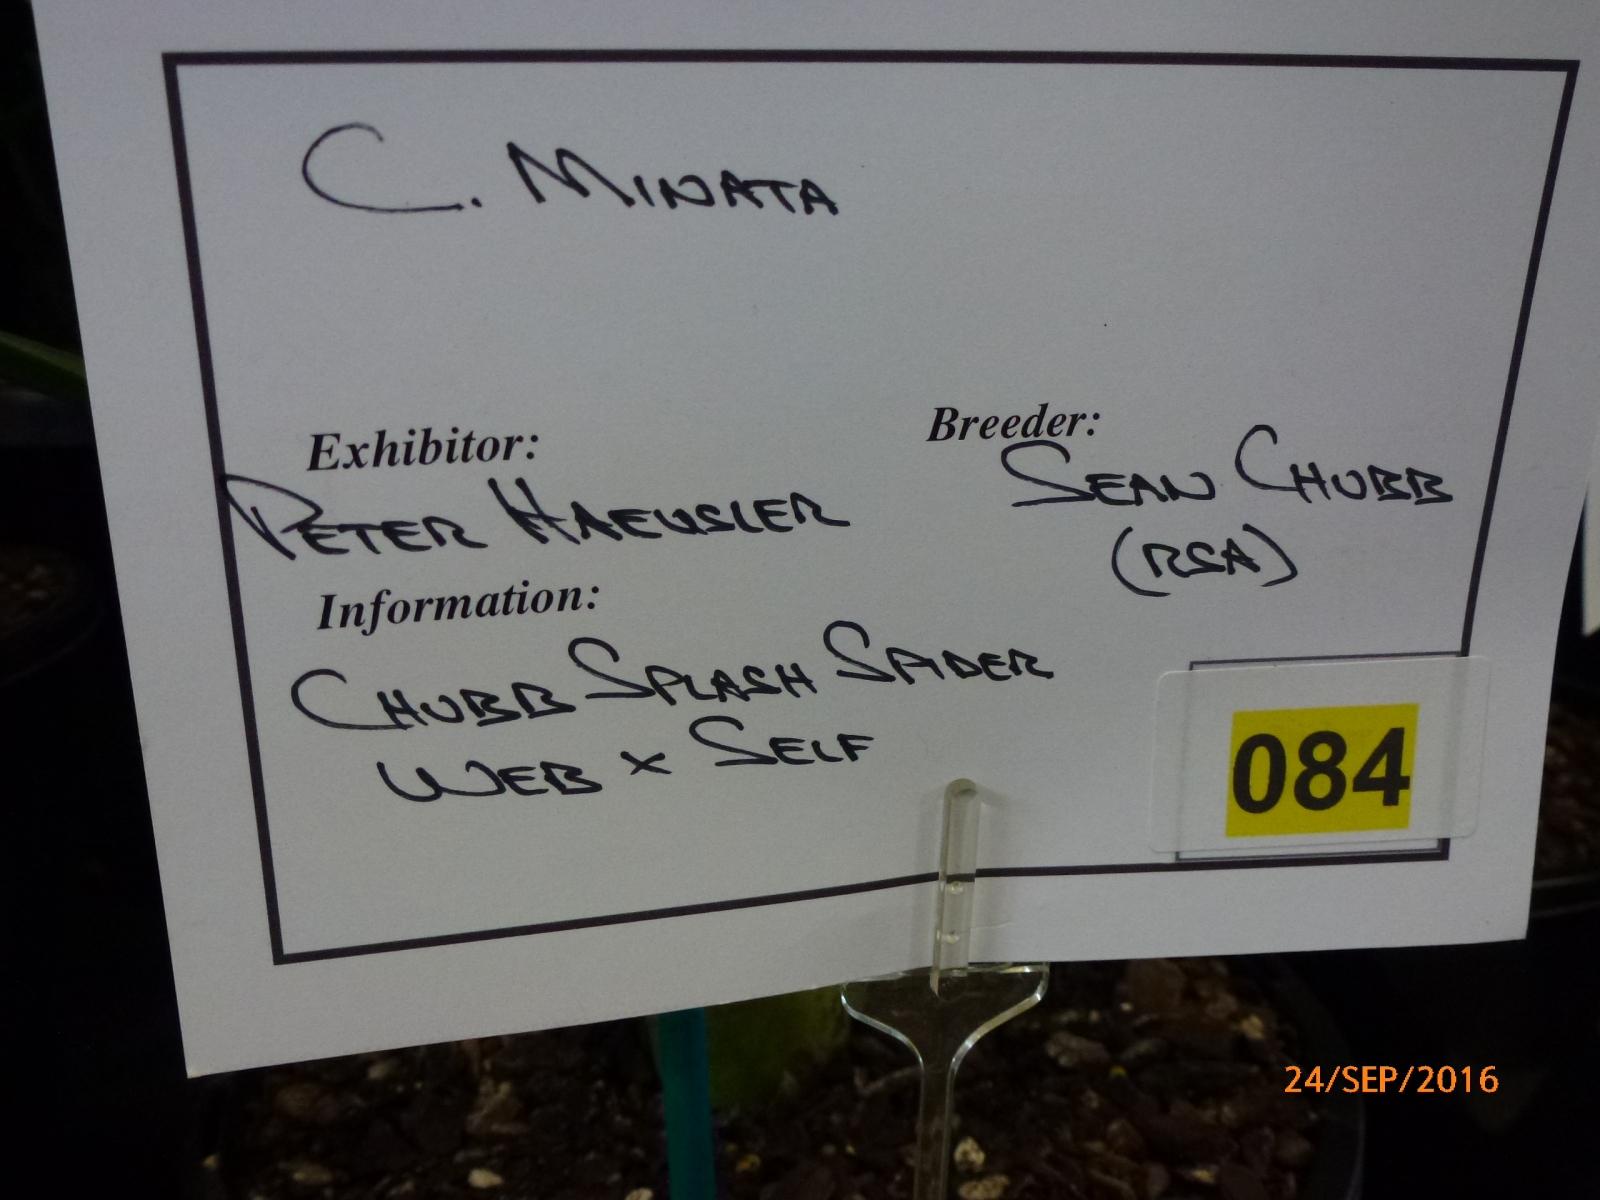 C. MINATA
Exhibitor:
PETER HAEUSLER
Breeder:
SEAN CHUBB
(RSA)
Information:
CHUBB SPLASH SPIDER
WEB x SELF
084
24/SEP/2016